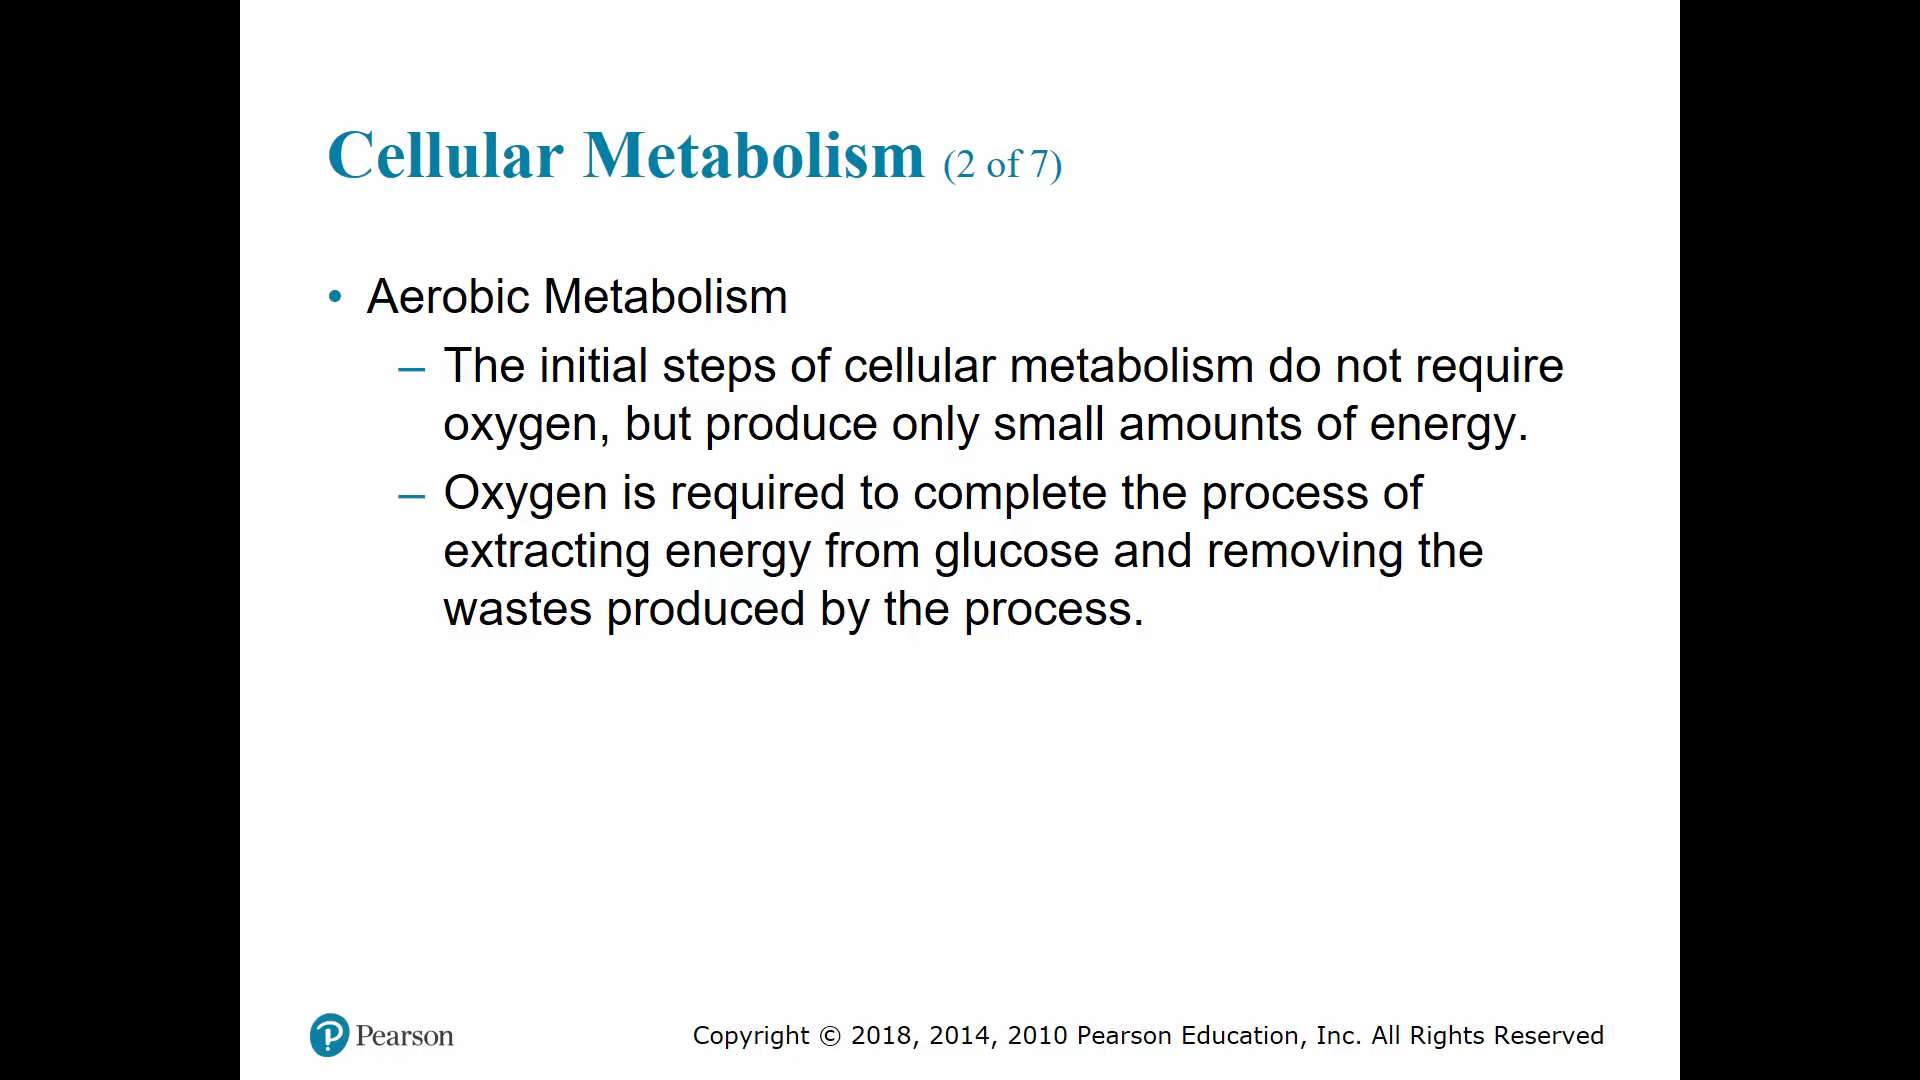 Cellular Metabolism (2 of 7)
• Aerobic Metabolism
– The initial steps of cellular metabolism do not require
oxygen, but produce only small amounts of energy.
– Oxygen is required to complete the process of
extracting energy from glucose and removing the
wastes produced by the process.
Pearson
Copyright © 2018, 2014, 2010 Pearson Education, Inc. All Rights Reserved